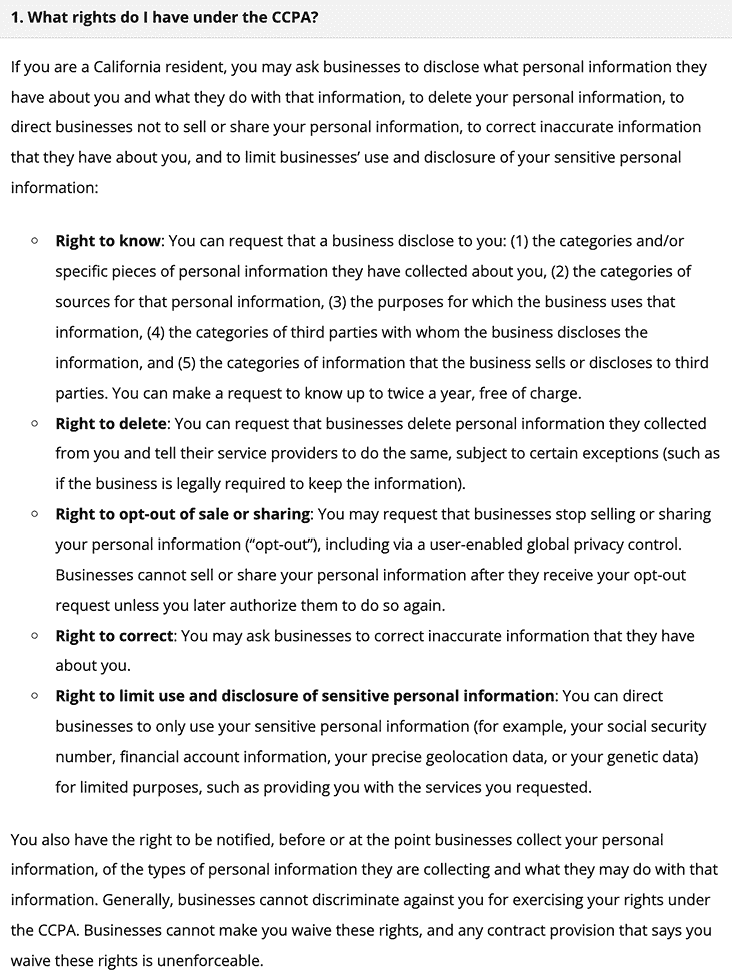 1. What rights do I have under the CCPA?
If you are a California resident, you may ask businesses to disclose what personal information they
have about you and what they do with that information, to delete your personal information, to
direct businesses not to sell or share your personal information, to correct inaccurate information
that they have about you, and to limit businesses’ use and disclosure of your sensitive personal
information:
Right to know: You can request that a business disclose to you: (1) the categories and/or
specific pieces of personal information they have collected about you, (2) the categories of
sources for that personal information, (3) the purposes for which the business uses that
information, (4) the categories of third parties with whom the business discloses the
information, and (5) the categories of information that the business sells or discloses to third
parties. You can make a request to know up to twice a year, free of charge.
Right to delete: You can request that businesses delete personal information they collected
from you and tell their service providers to do the same, subject to certain exceptions (such as
if the business is legally required to keep the information).
Right to opt-out of sale or sharing: You may request that businesses stop selling or sharing
your personal information (“opt-out”), including via a user-enabled global privacy control.
Businesses cannot sell or share your personal information after they receive your opt-out
request unless you later authorize them to do so again.
Right to correct: You may ask businesses to correct inaccurate information that they have
about you.
Right to limit use and disclosure of sensitive personal information: You can direct
businesses to only use your sensitive personal information (for example, your social security
number, financial account information, your precise geolocation data, or your genetic data)
for limited purposes, such as providing you with the services you requested.
You also have the right to be notified, before or at the point businesses collect your personal
information, of the types of personal information they are collecting and what they may do with that
information. Generally, businesses cannot discriminate against you for exercising your rights under
the CCPA. Businesses cannot make you waive these rights, and any contract provision that says you
waive these rights is unenforceable.